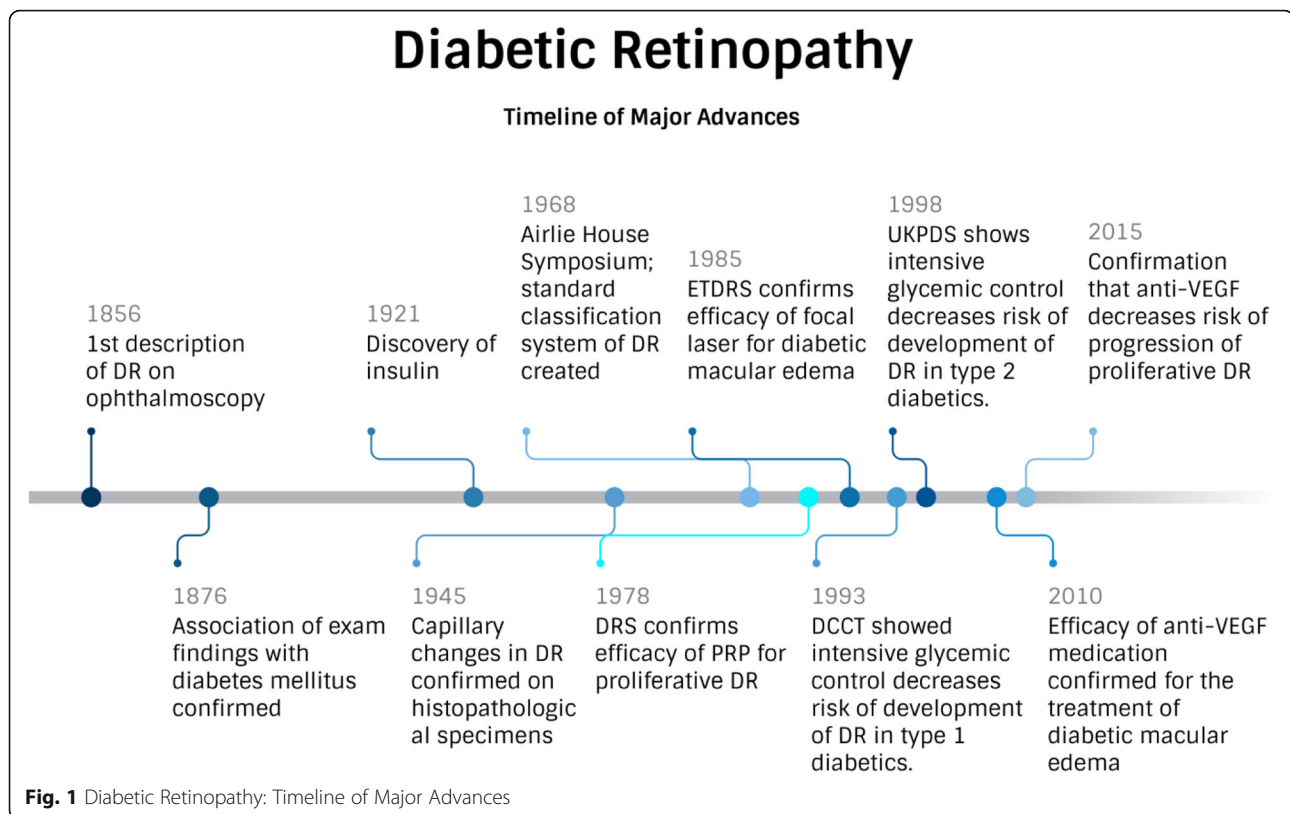 Diabetic Retinopathy
Timeline of Major Advances
1856
1st description
of DR on
ophthalmoscopy
1876
Association of exam
findings with
diabetes mellitus
confirmed
1921
Discovery of
insulin
1945
Capillary
changes in DR
confirmed on
histopathologic
al specimens
1968
Airlie House
Symposium;
standard
classification
system of DR
created
1978
DRS confirms
efficacy of PRP for
proliferative DR
1985
ETDRS confirms
efficacy of focal
laser for diabetic
macular edema
1993
DCCT showed
intensive glycemic
control decreases
risk of development
of DR in type 1
diabetics.
1998
UKPDS shows
intensive
glycemic control
decreases risk of
development of
DR in type 2
diabetics.
2010
Efficacy of anti-VEGF
medication
confirmed for the
treatment of
diabetic macular
edema
2015
Confirmation
that anti-VEGF
decreases risk of
progression of
proliferative DR
Fig. 1 Diabetic Retinopathy: Timeline of Major Advances